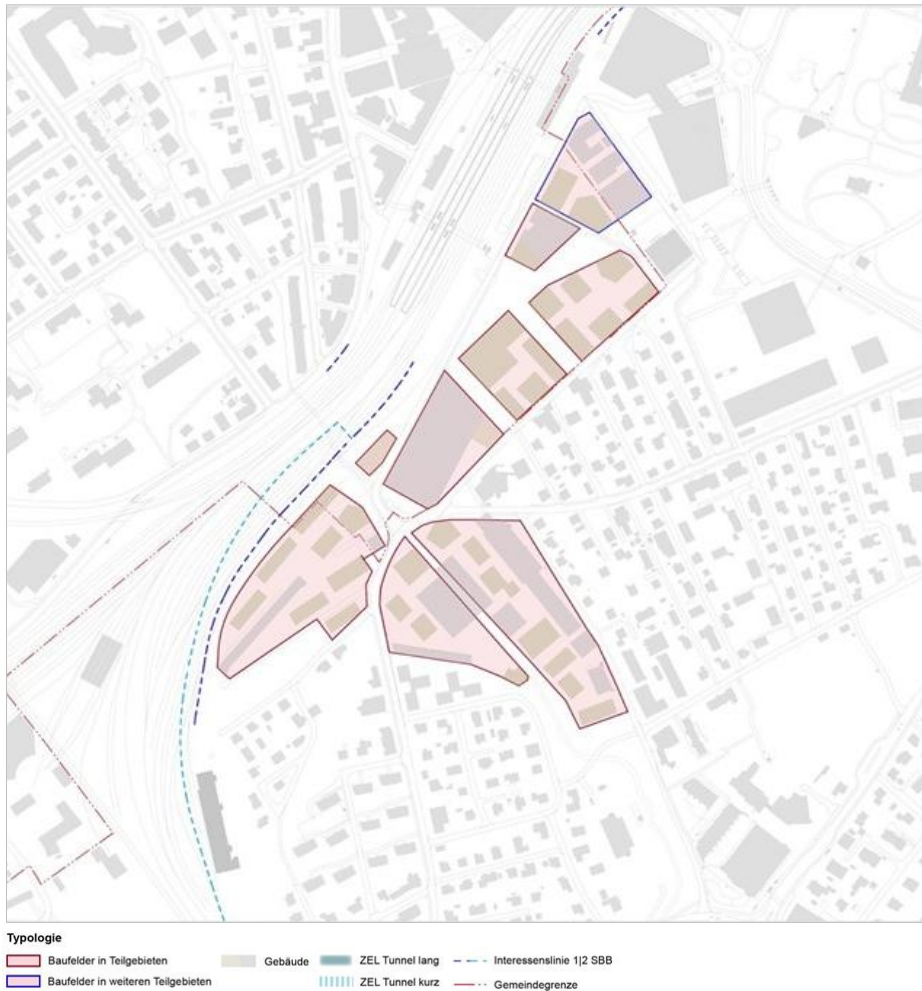 Typologie
Baufelder in Teilgebieten
Gebäude
ZEL Tunnel lang
Interessenslinie 1|2 SBB
Baufelder in weiteren Teilgebieten
ZEL Tunnel kurz
Gemeindegrenze